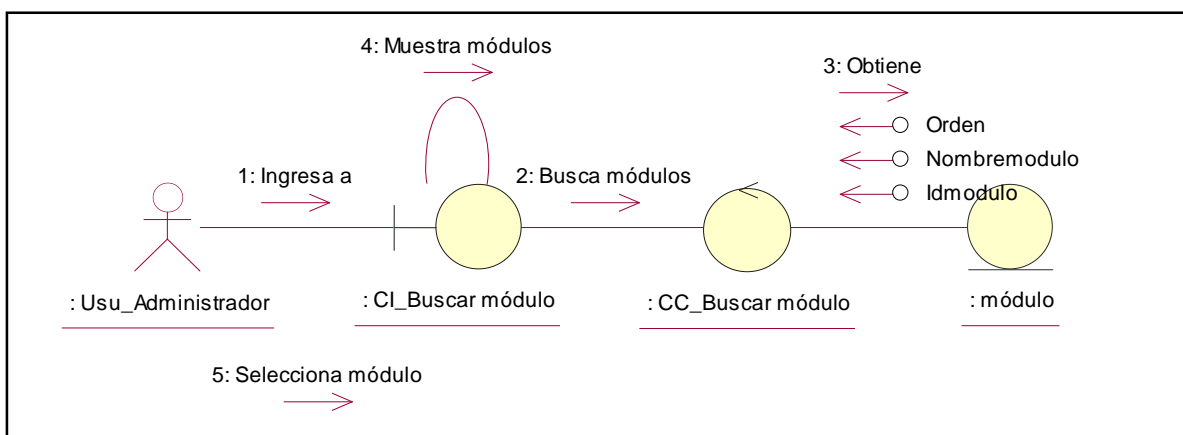 4: Muestra módulos
3: Obtiene
Orden
Nombremodulo
Idmodulo
1: Ingresa a
2: Busca módulos
: Usu_Administrador
: CI_Buscar módulo
: CC_Buscar módulo
: módulo
5: Selecciona módulo